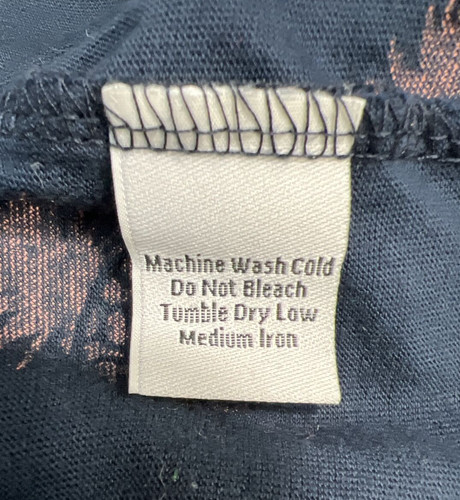 Machine Wash Cold
Do Not Bleach
Tumble Dry Low
Medium Iron